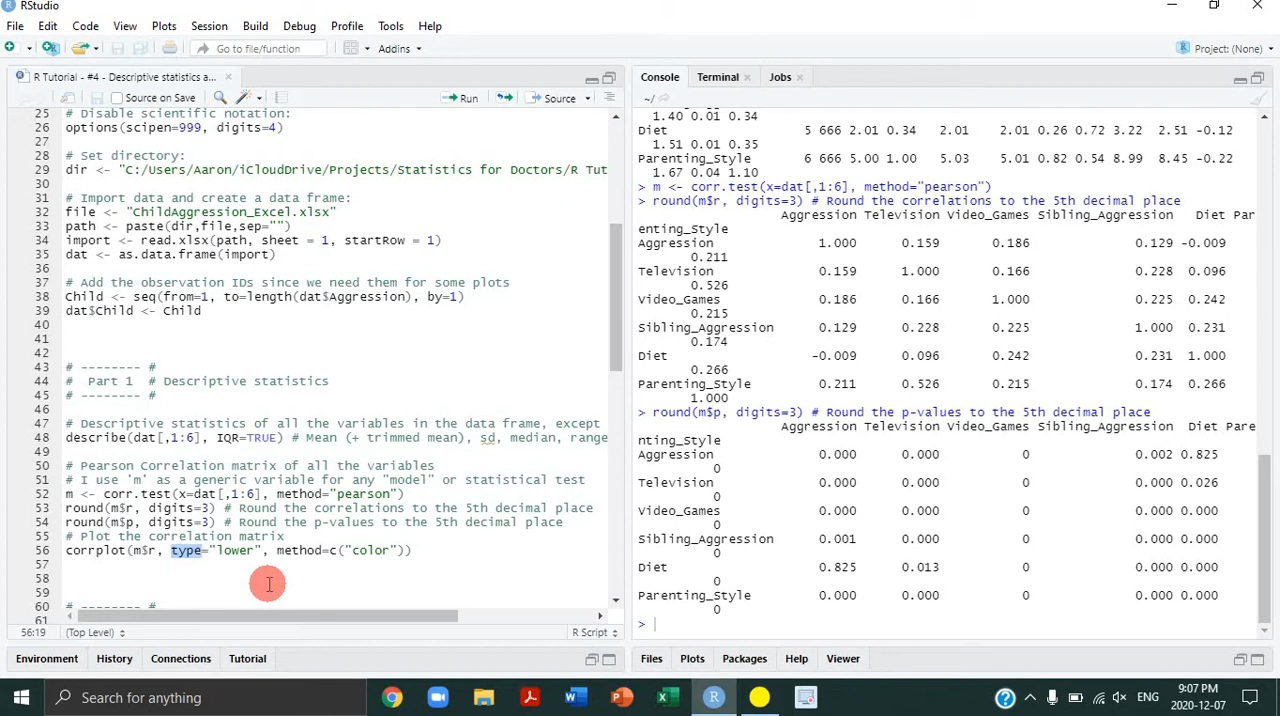 RStudio
File Edit Code View Plots Session Build Debug Profile Tools Help
Go to file/function Addins Project: (None)
R Tutorial - #4 - Descriptive statistics a...
Source on Save Run Source
25 # Disable scientific notation:
26 options(scipen=999, digits=4)
27
28 # Set directory:
29 dir <- "C:/Users/Aaron/iCloudDrive/Projects/Statistics for Doctors/R Tut
30
31 # Import data and create a data frame:
32 file <- "ChildAggression_Excel.xlsx"
33 path <- paste(dir,file,sep="")
34 import <- read.xlsx(path, sheet = 1, startRow = 1)
35 dat <- as.data.frame(import)
36
37 # Add the observation IDs since we need them for some plots
38 Child <- seq(from=1, to=length(dat$Aggression), by=1)
39 dat$Child <- Child
40
41
42
43 # -------- #
44 # Part 1 # Descriptive statistics
45 # -------- #
46
47 # Descriptive statistics of all the variables in the data frame, except
48 describe(dat[,1:6], IQR=TRUE) # Mean (+ trimmed mean), sd, median, range
49
50 # Pearson Correlation matrix of all the variables
51 # I use 'm' as a generic variable for any "model" or statistical test
52 m <- corr.test(x=dat[,1:6], method="pearson")
53 round(m$r, digits=3) # Round the correlations to the 5th decimal place
54 round(m$p, digits=3) # Round the p-values to the 5th decimal place
55 # Plot the correlation matrix
56 corrplot(m$r, type="lower", method=c("color"))
57
58
59
60 # -------- #
61
56:19 (Top Level) R Script
Environment History Connections Tutorial
Console Terminal Jobs
~/
1.40 0.01 0.34
Diet 5 666 2.01 0.34 2.01 2.01 0.26 0.72 3.22 2.51 -0.12
1.51 0.01 0.35
Parenting_Style 6 666 5.00 1.00 5.03 5.01 0.82 0.54 8.99 8.45 -0.22
1.67 0.04 1.10
> m <- corr.test(x=dat[,1:6], method="pearson")
> round(m$r, digits=3) # Round the correlations to the 5th decimal place
Aggression Television Video_Games Sibling_Aggression Diet Par
enting_Style
Aggression 1.000 0.159 0.186 0.129 -0.009
0.211
Television 0.159 1.000 0.166 0.228 0.096
0.526
Video_Games 0.186 0.166 1.000 0.225 0.242
0.215
Sibling_Aggression 0.129 0.228 0.225 1.000 0.231
0.174
Diet -0.009 0.096 0.242 0.231 1.000
0.266
Parenting_Style 0.211 0.526 0.215 0.174 0.266
1.000
> round(m$p, digits=3) # Round the p-values to the 5th decimal place
Aggression Television Video_Games Sibling_Aggression Diet Pare
nting_Style
Aggression 0.000 0.000 0 0.002 0.825
0
Television 0.000 0.000 0 0.000 0.026
0
Video_Games 0.000 0.000 0 0.000 0.000
0
Sibling_Aggression 0.001 0.000 0 0.000 0.000
0
Diet 0.825 0.013 0 0.000 0.000
0
Parenting_Style 0.000 0.000 0 0.000 0.000
0
>
Files Plots Packages Help Viewer
Search for anything
ENG
9:07 PM
2020-12-07